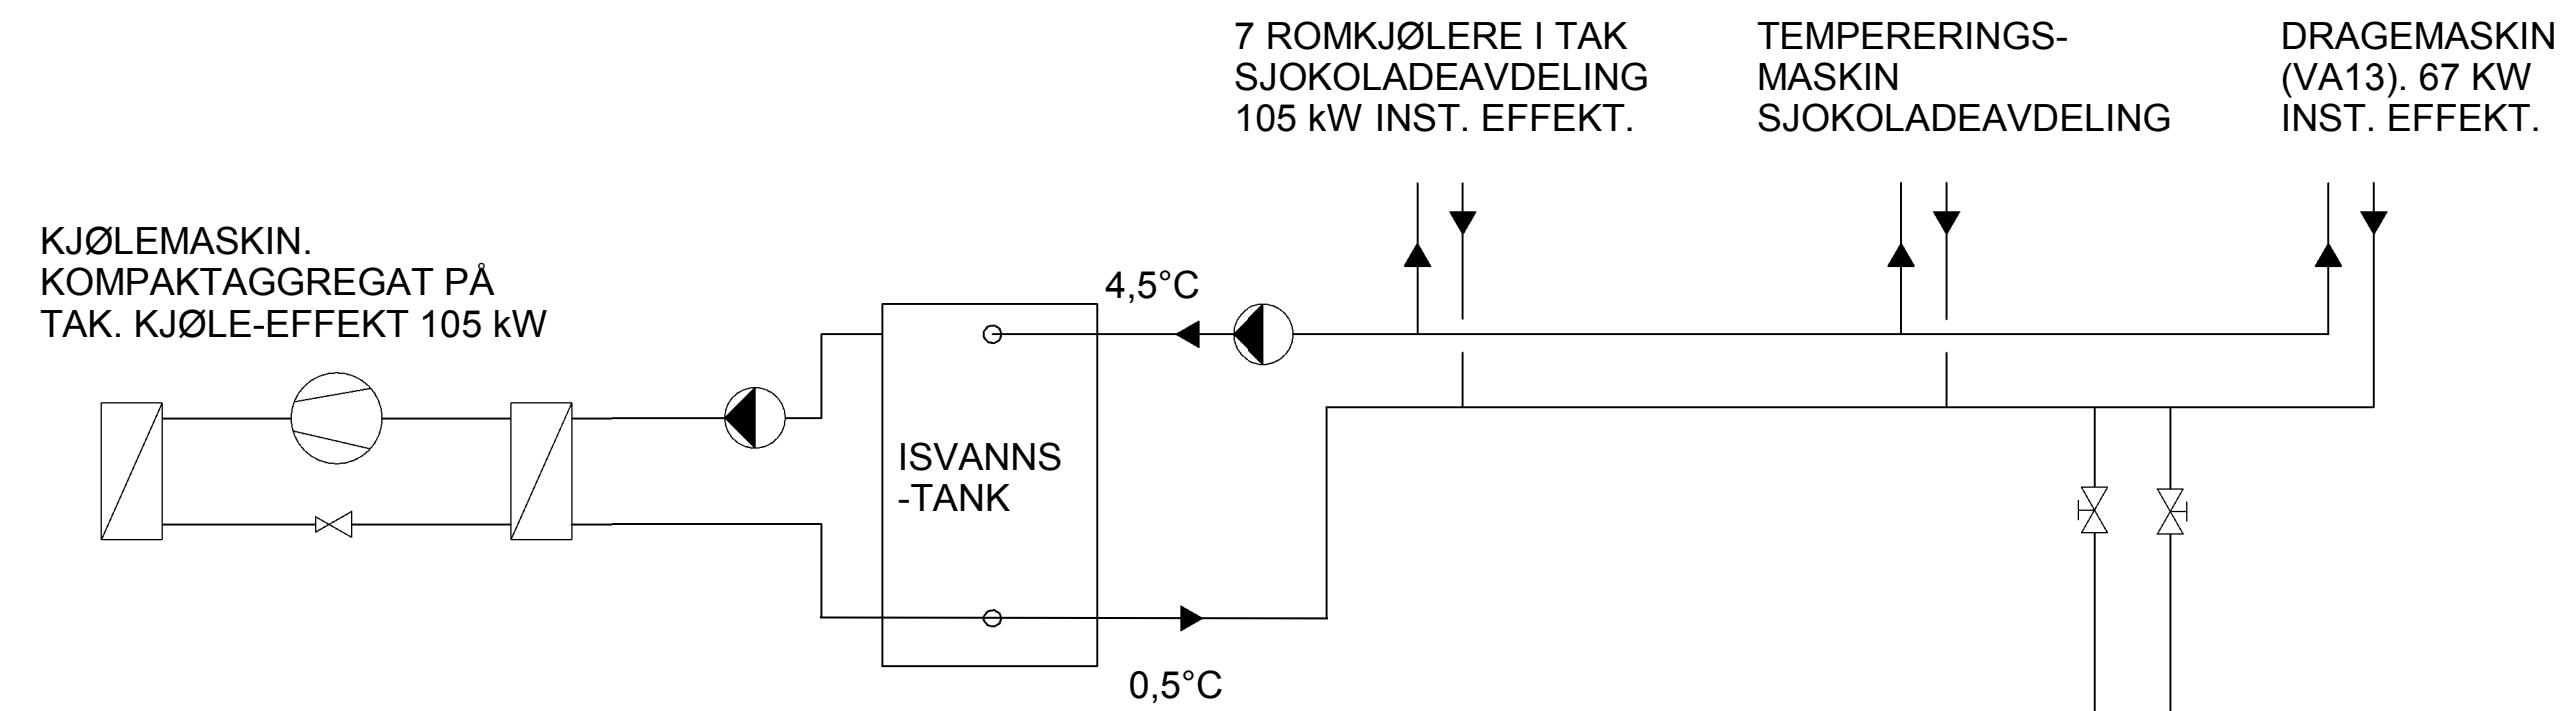 7 ROMKJØLERE I TAK
SJOKOLADEAVDELING
105 kW INST. EFFEKT.
TEMPERERINGS-
MASKIN
SJOKOLADEAVDELING
DRAGEMASKIN
(VA13). 67 KW
INST. EFFEKT.
KJØLEMASKIN.
KOMPAKTAGGREGAT PÅ
TAK. KJØLE-EFFEKT 105 kW
4,5°C
ISVANNS
-TANK
0,5°C